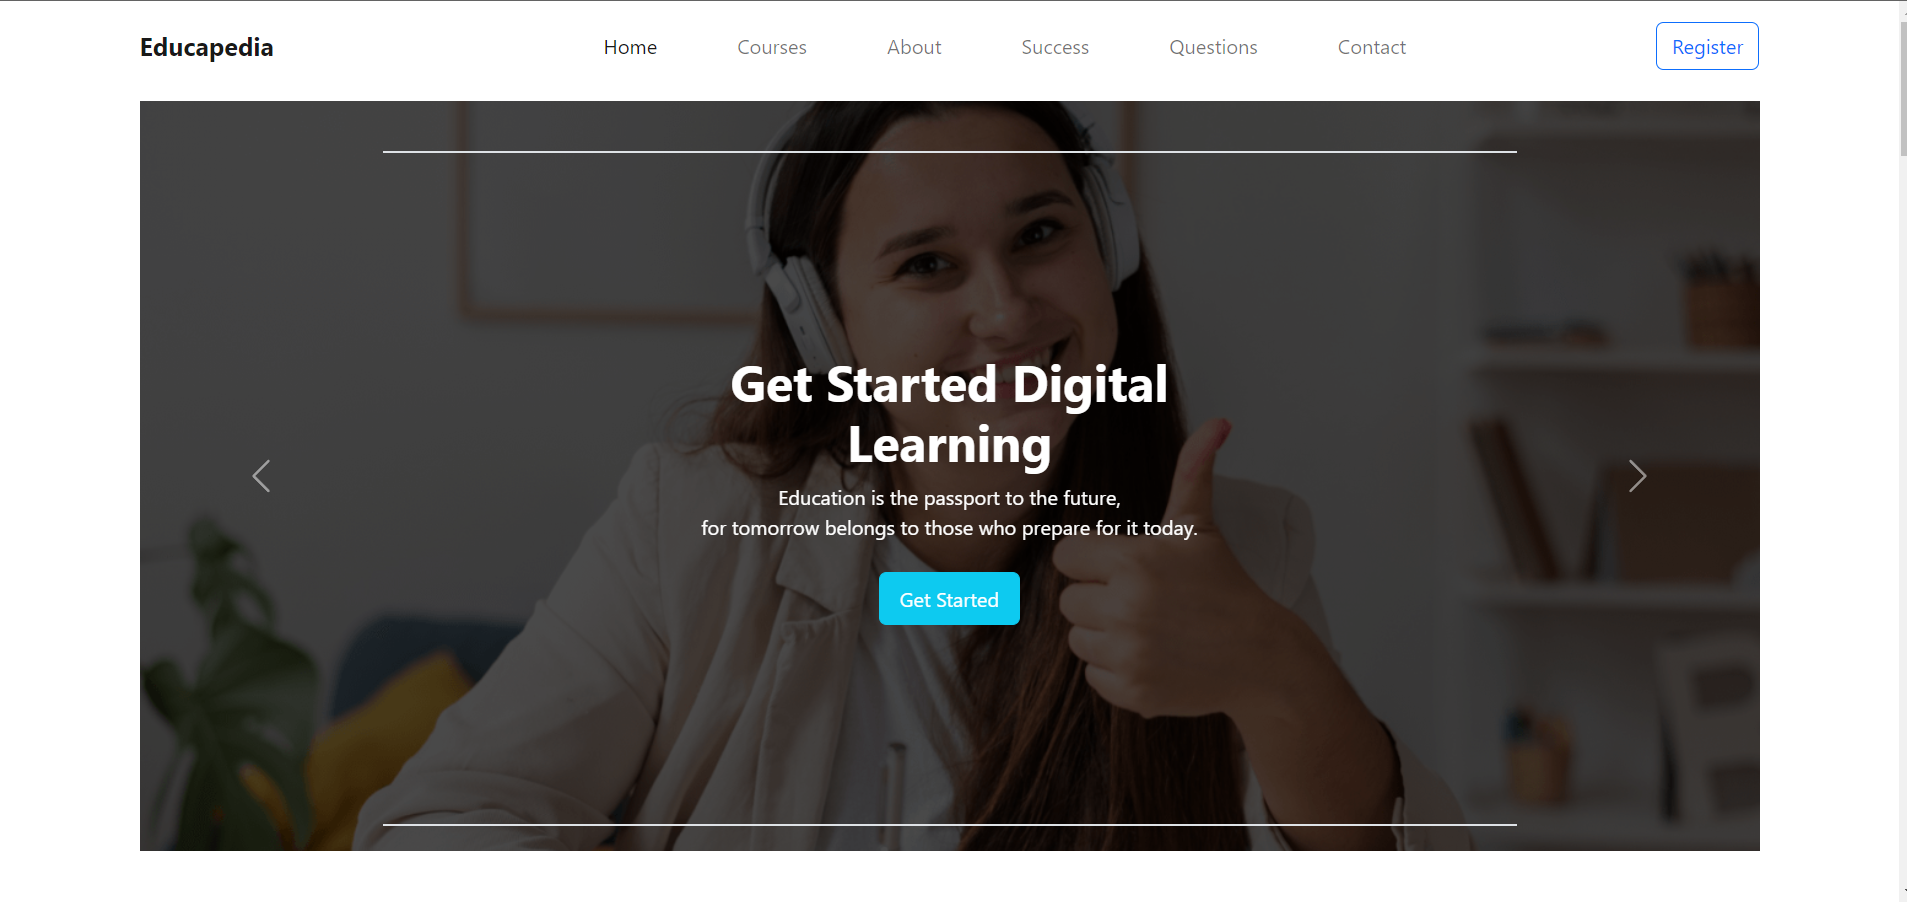 Educapedia
Home Courses About Success Questions Contact
Register
Get Started Digital
Learning
Education is the passport to the future,
for tomorrow belongs to those who prepare for it today.
Get Started